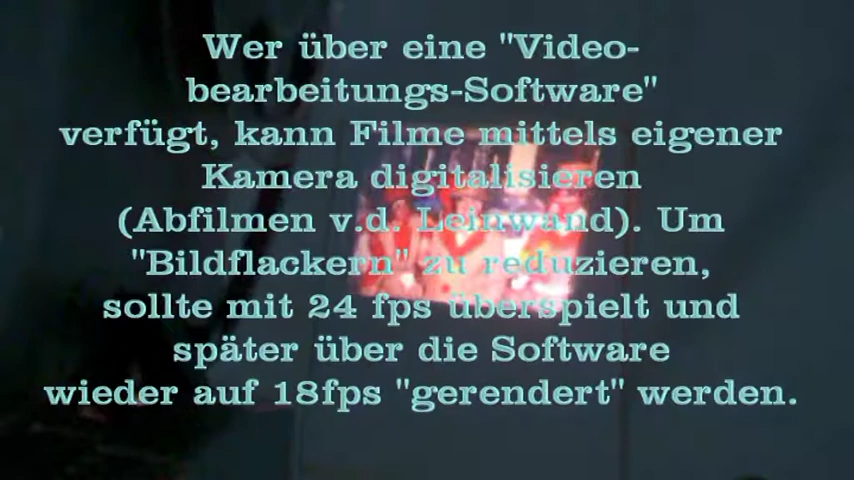 Wer über eine "Video-
bearbeitungs-Software"
verfügt, kann Filme mittels eigener
Kamera digitalisieren
(Abfilmen v.d. Leinwand). Um
"Bildflackern" zu reduzieren,
sollte mit 24 fps überspielt und
später über die Software
wieder auf 18fps "gerendert" werden.